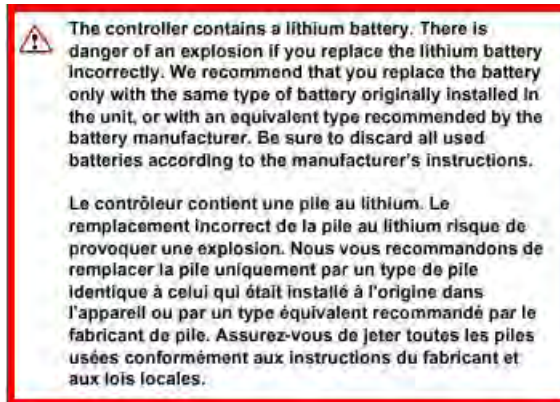 The controller contains a lithium battery. There is
danger of an explosion if you replace the lithium battery
incorrectly. We recommend that you replace the battery
only with the same type of battery originally installed in
the unit, or with an equivalent type recommended by the
battery manufacturer. Be sure to discard all used
batteries according to the manufacturer's instructions.
Le contrôleur contient une pile au lithium. Le
remplacement incorrect de la pile au lithium risque de
provoquer une explosion. Nous vous recommandons de
remplacer la pile uniquement par un type de pile
identique à celui qui était installé à l'origine dans
l'appareil ou par un type équivalent recommandé par le
fabricant de pile. Assurez-vous de jeter toutes les piles
usées conformément aux instructions du fabricant et
aux lois locales.